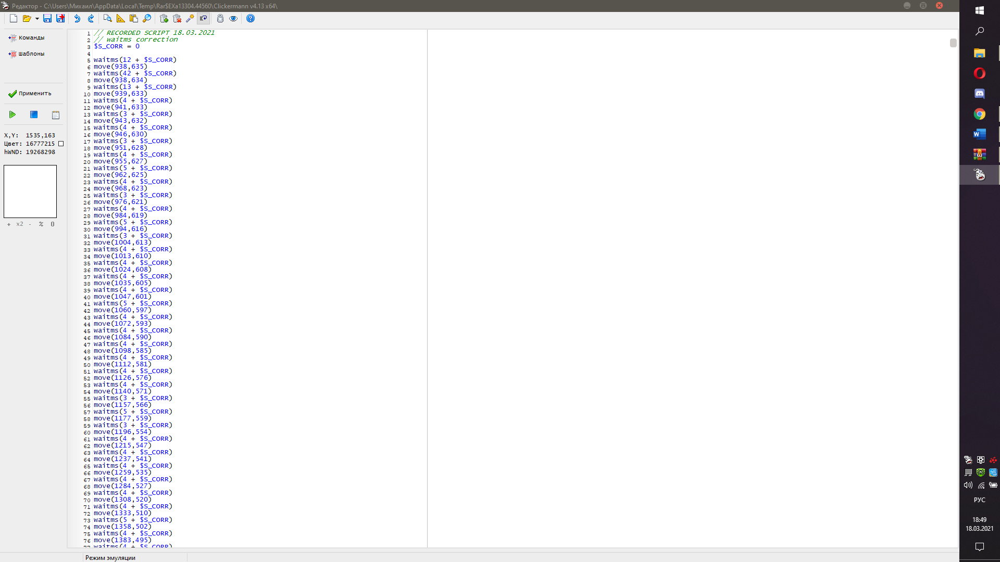 Редактор - C:\Users\Михаил\AppData\Local\Temp\Rar$EXa13304.44560\Clickermann v4.13 x64\
Команды
Шаблоны
Применить
X,Y: 1535,163
Цвет: 16777215
hWND: 19268298
+ x2 - % 0
1 // RECORDED SCRIPT 18.03.2021
2 // waitms correction
3 $S_CORR = 0
4
5 waitms(12 + $S_CORR)
6 move(938,635)
7 waitms(42 + $S_CORR)
8 move(938,634)
9 waitms(13 + $S_CORR)
10 move(939,633)
11 waitms(4 + $S_CORR)
12 move(941,633)
13 waitms(3 + $S_CORR)
14 move(943,632)
15 waitms(4 + $S_CORR)
16 move(946,630)
17 waitms(3 + $S_CORR)
18 move(951,628)
19 waitms(4 + $S_CORR)
20 move(955,627)
21 waitms(5 + $S_CORR)
22 move(962,625)
23 waitms(4 + $S_CORR)
24 move(968,623)
25 waitms(3 + $S_CORR)
26 move(976,621)
27 waitms(4 + $S_CORR)
28 move(984,619)
29 waitms(5 + $S_CORR)
30 move(994,616)
31 waitms(3 + $S_CORR)
32 move(1004,613)
33 waitms(4 + $S_CORR)
34 move(1013,610)
35 waitms(4 + $S_CORR)
36 move(1024,608)
37 waitms(4 + $S_CORR)
38 move(1035,605)
39 waitms(4 + $S_CORR)
40 move(1047,601)
41 waitms(5 + $S_CORR)
42 move(1060,597)
43 waitms(4 + $S_CORR)
44 move(1072,593)
45 waitms(4 + $S_CORR)
46 move(1084,590)
47 waitms(4 + $S_CORR)
48 move(1098,585)
49 waitms(4 + $S_CORR)
50 move(1112,581)
51 waitms(4 + $S_CORR)
52 move(1126,576)
53 waitms(4 + $S_CORR)
54 move(1140,571)
55 waitms(3 + $S_CORR)
56 move(1157,566)
57 waitms(5 + $S_CORR)
58 move(1177,559)
59 waitms(3 + $S_CORR)
60 move(1196,554)
61 waitms(4 + $S_CORR)
62 move(1215,547)
63 waitms(4 + $S_CORR)
64 move(1237,541)
65 waitms(4 + $S_CORR)
66 move(1259,535)
67 waitms(4 + $S_CORR)
68 move(1284,527)
69 waitms(4 + $S_CORR)
70 move(1308,520)
71 waitms(4 + $S_CORR)
72 move(1333,510)
73 waitms(5 + $S_CORR)
74 move(1358,502)
75 waitms(4 + $S_CORR)
76 move(1383,495)
77 waitms(4 + $S_CORR)
Режим эмуляции
РУС
18:49
18.03.2021